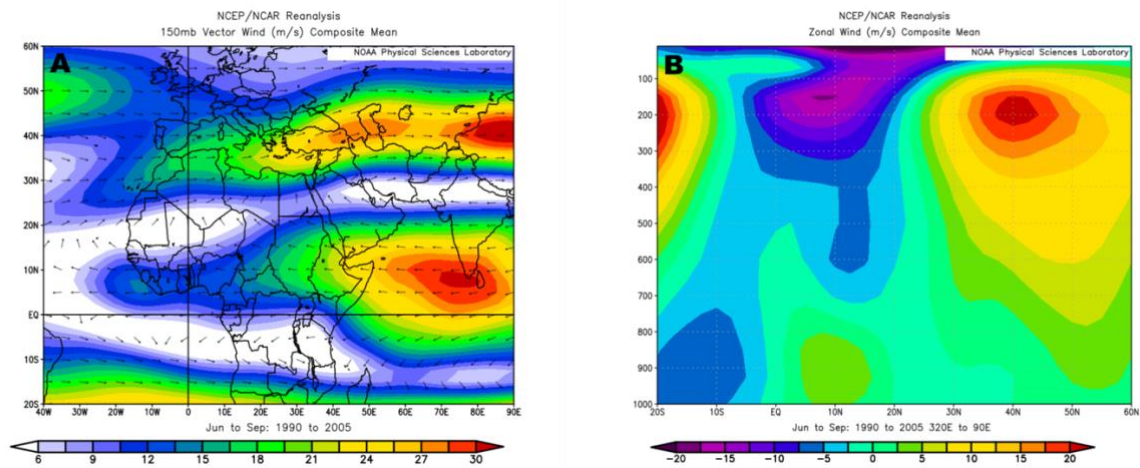 NCEP/NCAR Reanalysis
150mb Vector Wind (m/s) Composite Mean
NOAA Physical Sciences Laboratory
A
60N
50N
40N
30N
20N
10N
EQ
10S
20S
40W 30W 20W 10W 0 10E 20E 30E 40E 50E 60E 70E 80E 90E
Jun to Sep: 1990 to 2005
6 9 12 15 18 21 24 27 30
NCEP/NCAR Reanalysis
Zonal Wind (m/s) Composite Mean
NOAA Physical Sciences Laboratory
B
100
200
300
400
500
600
700
800
900
1000
20S 10S EQ 10N 20N 30N 40N 50N 60N
Jun to Sep: 1990 to 2005 320E to 90E
-20 -15 -10 -5 0 5 10 15 20